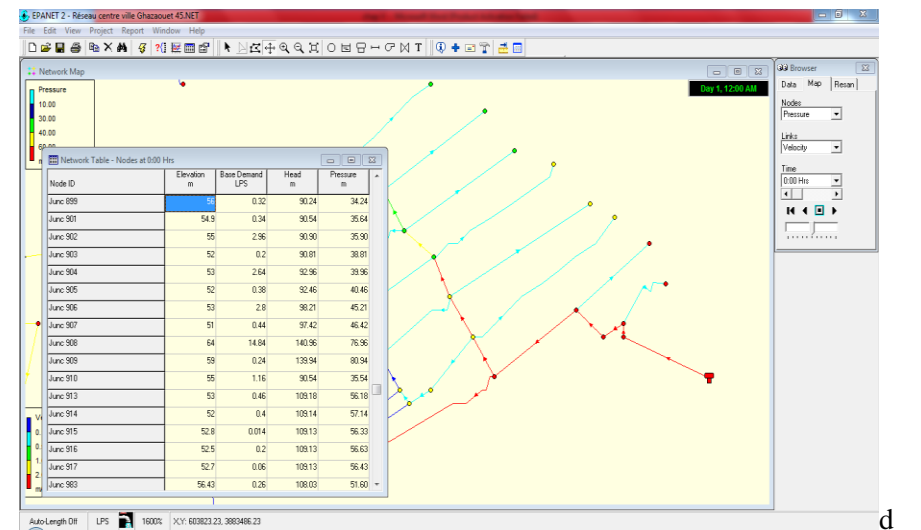 EPANET 2 - Réseau centre ville Ghazaouet 45.NET
File Edit View Project Report Window Help
Network Map
Day 1, 12:00 AM
Pressure
10.00
30.00
40.00
60.00
Network Table - Nodes at 0:00 Hrs
Node ID Elevation m Base Demand LPS Head m Pressure m
Junc 899 56 0.32 90.24 34.24
Junc 901 54.9 0.34 90.54 35.64
Junc 902 55 2.96 90.90 35.90
Junc 903 52 0.2 90.81 38.81
Junc 904 53 2.64 92.96 39.96
Junc 905 52 0.38 92.46 40.46
Junc 906 53 2.8 98.21 45.21
Junc 907 51 0.44 97.42 46.42
Junc 908 64 14.84 140.96 76.96
Junc 909 59 0.24 139.94 80.94
Junc 910 55 1.16 90.54 35.54
Junc 913 53 0.46 109.18 56.18
Junc 914 52 0.4 109.14 57.14
Junc 915 52.8 0.014 109.13 56.33
Junc 916 52.5 0.2 109.13 56.63
Junc 917 52.7 0.06 109.13 56.43
Junc 983 56.43 0.26 108.03 51.60
Browser
Data Map Resan
Nodes
Pressure
Links
Velocity
Time
0:00 Hrs
Auto-Length Off LPS 1600% X,Y: 603823.23, 3883486.23
d